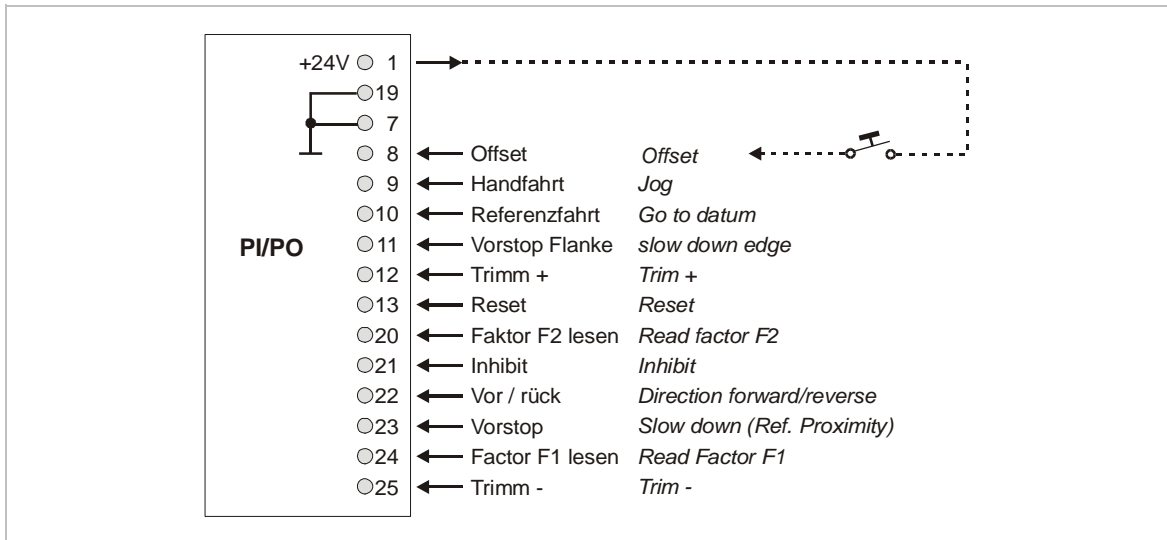 +24V 1
19
7
8 Offset Offset
9 Handfahrt Jog
10 Referenzfahrt Go to datum
PI/PO
11 Vorstop Flanke slow down edge
12 Trimm + Trim +
13 Reset Reset
20 Faktor F2 lesen Read factor F2
21 Inhibit Inhibit
22 Vor / rück Direction forward/reverse
23 Vorstop Slow down (Ref. Proximity)
24 Factor F1 lesen Read Factor F1
25 Trimm - Trim -